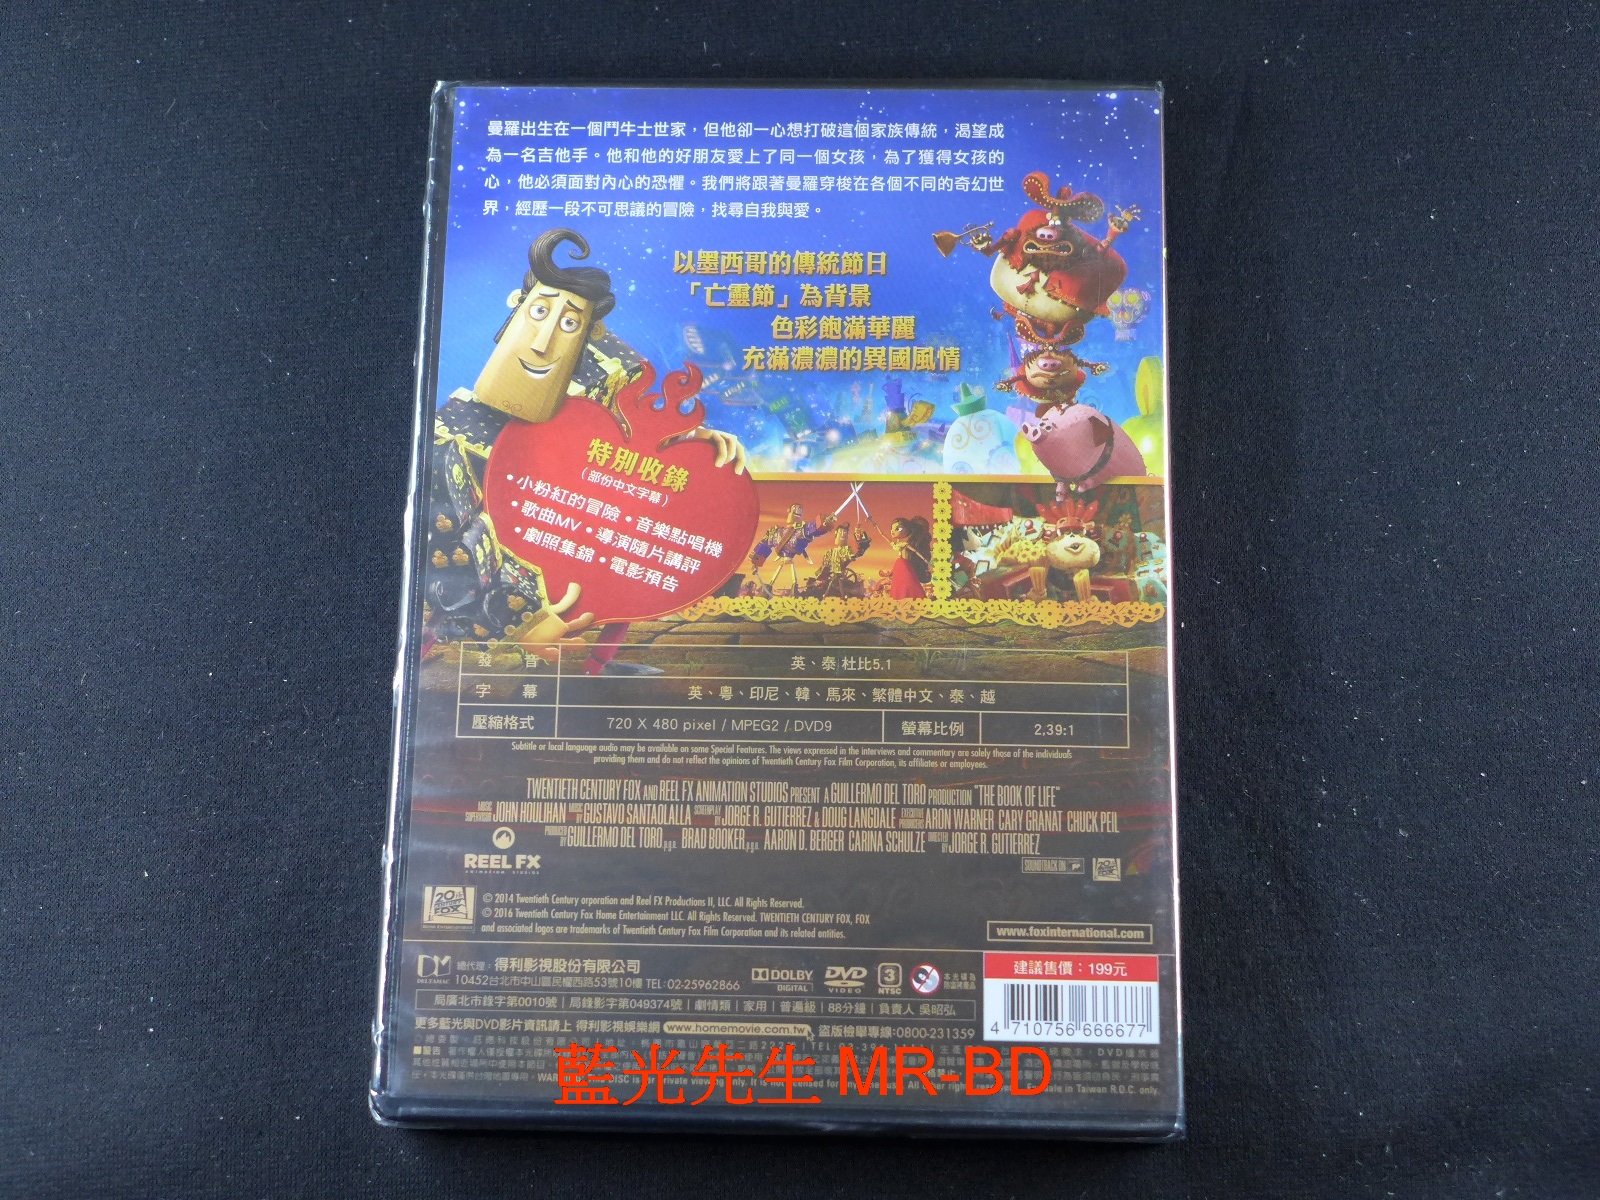 曼羅出生在一個鬥牛士世家，但他卻一心想打破這個家族傳統，渴望成
為一名吉他手。他和他的好朋友愛上了同一個女孩，為了獲得女孩的
心，他必須面對內心的恐懼。我們將跟著曼羅穿梭在各個不同的奇幻世
界，經歷一段不可思議的冒險，找尋自我與愛。
以墨西哥的傳統節日
「亡靈節」為背景
色彩飽滿華麗
充滿濃濃的異國風情
特別收錄
（部份中文字幕）
•小粉紅的冒險•音樂點唱機
•歌曲MV•導演隨片講評
•劇照集錦•電影預告
發 音 英、泰 杜比5.1
字 幕 英、粵、印尼、韓、馬來、繁體中文、泰、越
壓縮格式 720 X 480 pixel / MPEG2 / DVD9 螢幕比例 2.39:1
Subtitle or local language audio may be available on some Special Features. The views expressed in the interviews and commentary are solely those of the individuals
providing them and do not reflect the opinions of Twentieth Century Fox Film Corporation, its affiliates or employees.
TWENTIETH CENTURY FOX AND REEL FX ANIMATION STUDIOS PRESENT A GUILLERMO DEL TORO PRODUCTION "THE BOOK OF LIFE"
MUSIC SUPERVISOR JOHN HOULIHAN MUSIC BY GUSTAVO SANTAOLALLA SCREENPLAY BY JORGE R. GUTIERREZ & DOUG LANGDALE EXECUTIVE PRODUCERS ARON WARNER CARY GRANAT CHUCK PEIL
PRODUCED BY GUILLERMO DEL TORO, p.g.a. BRAD BOOKER, p.g.a. AARON D. BERGER CARINA SCHULZE DIRECTED BY JORGE R. GUTIERREZ
REEL FX
ANIMATION STUDIOS
SOUNDTRACK ON
20th CENTURY FOX
© 2014 Twentieth Century orporation and Reel FX Productions II, LLC. All Rights Reserved.
© 2016 Twentieth Century Fox Home Entertainment LLC. All Rights Reserved. TWENTIETH CENTURY FOX, FOX
and associated logos are trademarks of Twentieth Century Fox Film Corporation and its related entities.
www.foxinternational.com
DELTAMAC
總代理：得利影視股份有限公司
10452台北市中山區民權西路53號10樓 TEL:02-25962866
DOLBY DIGITAL
DVD VIDEO
3 NTSC
建議售價：199元
4 710756 666677
局廣北市錄字第0010號｜局錄影字第049374號｜劇情類｜家用｜普遍級｜88分鐘｜負責人 吳昭弘
更多藍光與DVD影片資訊請上 得利影視娛樂網 www.homemovie.com.tw 盜版檢舉專線:0800-231359
藍光先生 MR-BD